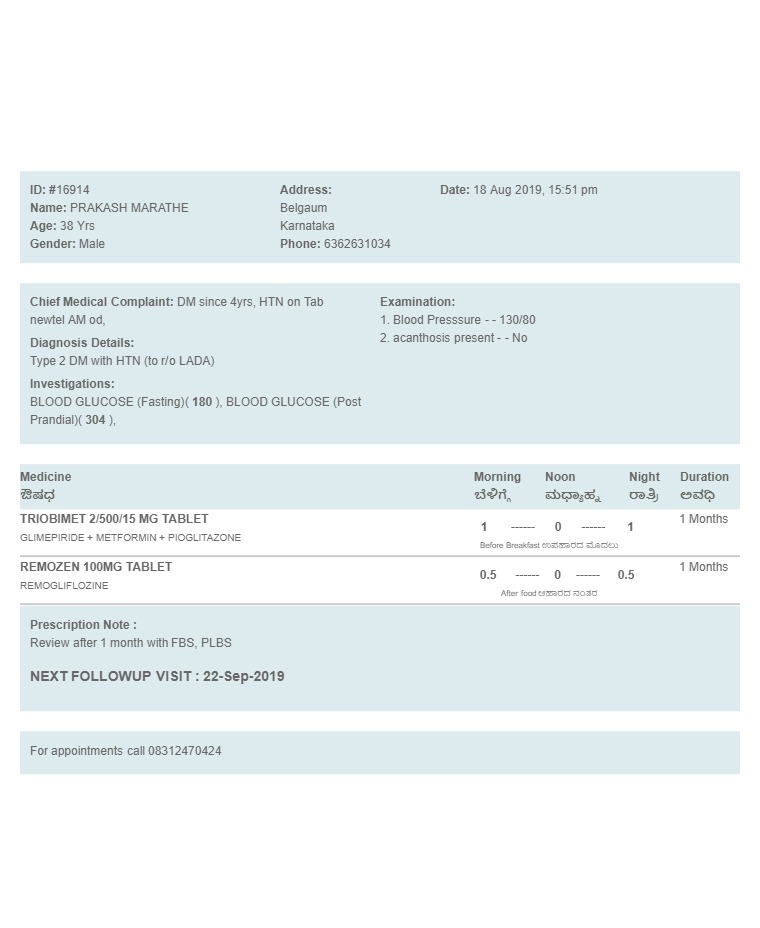 ID: #16914
Name: PRAKASH MARATHE
Age: 38 Yrs
Gender: Male
Address:
Belgaum
Karnataka
Phone: 6362631034
Date: 18 Aug 2019, 15:51 pm
Chief Medical Complaint: DM since 4yrs, HTN on Tab
newtel AM od,
Diagnosis Details:
Type 2 DM with HTN (to r/o LADA)
Investigations:
BLOOD GLUCOSE (Fasting)( 180 ), BLOOD GLUCOSE (Post
Prandial)( 304 ),
Examination:
1. Blood Presssure - - 130/80
2. acanthosis present - - No
Medicine Morning Noon Night Duration
ಔಷಧ ಬೆಳಿಗ್ಗೆ ಮಧ್ಯಾಹ್ನ ರಾತ್ರಿ ಅವಧಿ
TRIOBIMET 2/500/15 MG TABLET 1 ------ 0 ------ 1 1 Months
GLIMEPIRIDE + METFORMIN + PIOGLITAZONE
Before Breakfast ಉಪಹಾರದ ಮೊದಲು
REMOZEN 100MG TABLET 0.5 ------ 0 ------ 0.5 1 Months
REMOGLIFLOZINE
After food ಆಹಾರದ ನಂತರ
Prescription Note :
Review after 1 month with FBS, PLBS
NEXT FOLLOWUP VISIT : 22-Sep-2019
For appointments call 08312470424